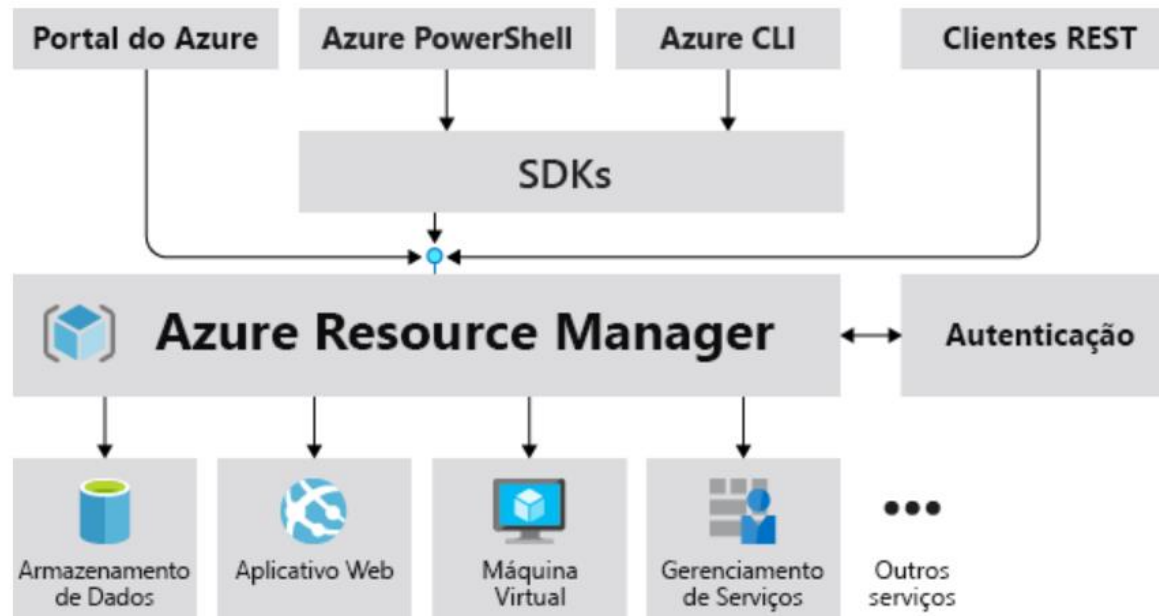 Portal do Azure
Azure PowerShell
Azure CLI
Clientes REST
SDKs
Azure Resource Manager
Autenticação
Armazenamento
de Dados
Aplicativo Web
Máquina
Virtual
Gerenciamento
de Serviços
Outros
serviços